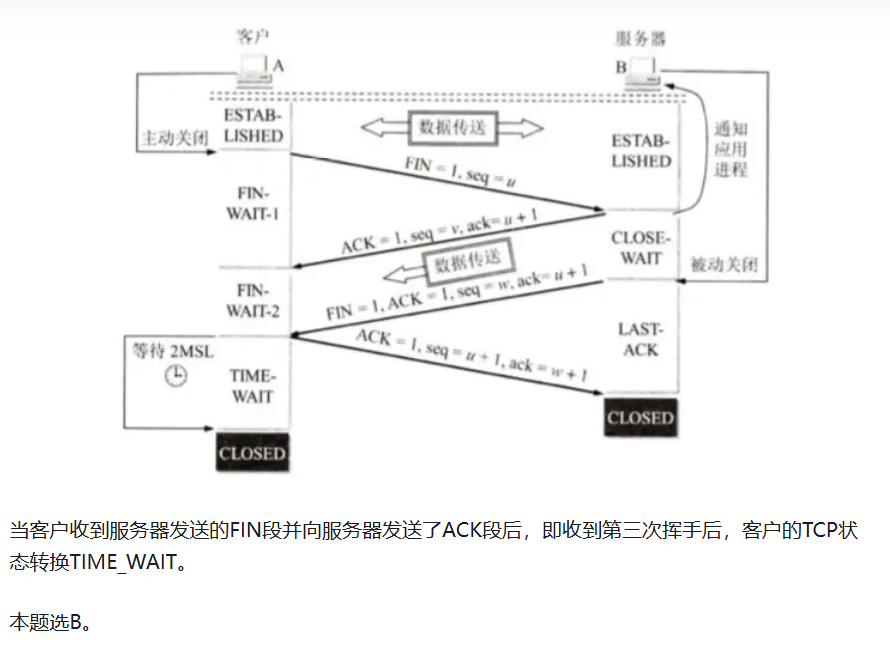 客户
服务器
A
B
ESTAB-
LISHED
数据传送
主动关闭
ESTAB-
LISHED
通知
应用
进程
FIN = 1, seq = u
FIN-
WAIT-1
ACK = 1, seq = v, ack= u + 1
CLOSE-
WAIT
数据传送
被动关闭
FIN-
WAIT-2
FIN = 1, ACK = 1, seq = w, ack= u + 1
LAST-
ACK
ACK = 1, seq = u + 1, ack = w + 1
等待 2MSL
TIME-
WAIT
CLOSED
CLOSED
当客户收到服务器发送的FIN段并向服务器发送了ACK段后，即收到第三次挥手后，客户的TCP状
态转换TIME_WAIT。
本题选B。